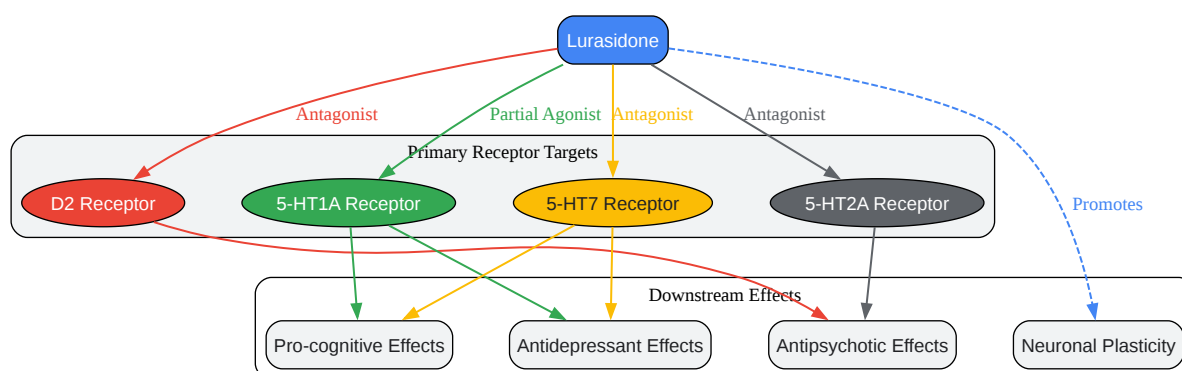 Lurasidone
Antagonist
Partial Agonist
Antagonist
Antagonist
Primary Receptor Targets
D2 Receptor
5-HT1A Receptor
5-HT7 Receptor
5-HT2A Receptor
Promotes
Downstream Effects
Pro-cognitive Effects
Antidepressant Effects
Antipsychotic Effects
Neuronal Plasticity